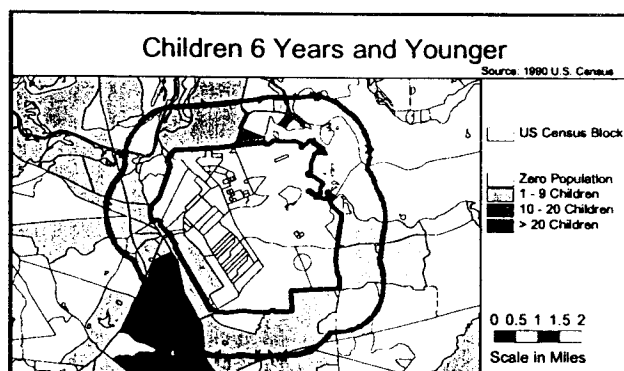 Children 6 Years and Younger
Source: 1990 U.S. Census
US Census Block
Zero Population
1 - 9 Children
10 - 20 Children
> 20 Children
0 0.5 1 1.5 2
Scale in Miles